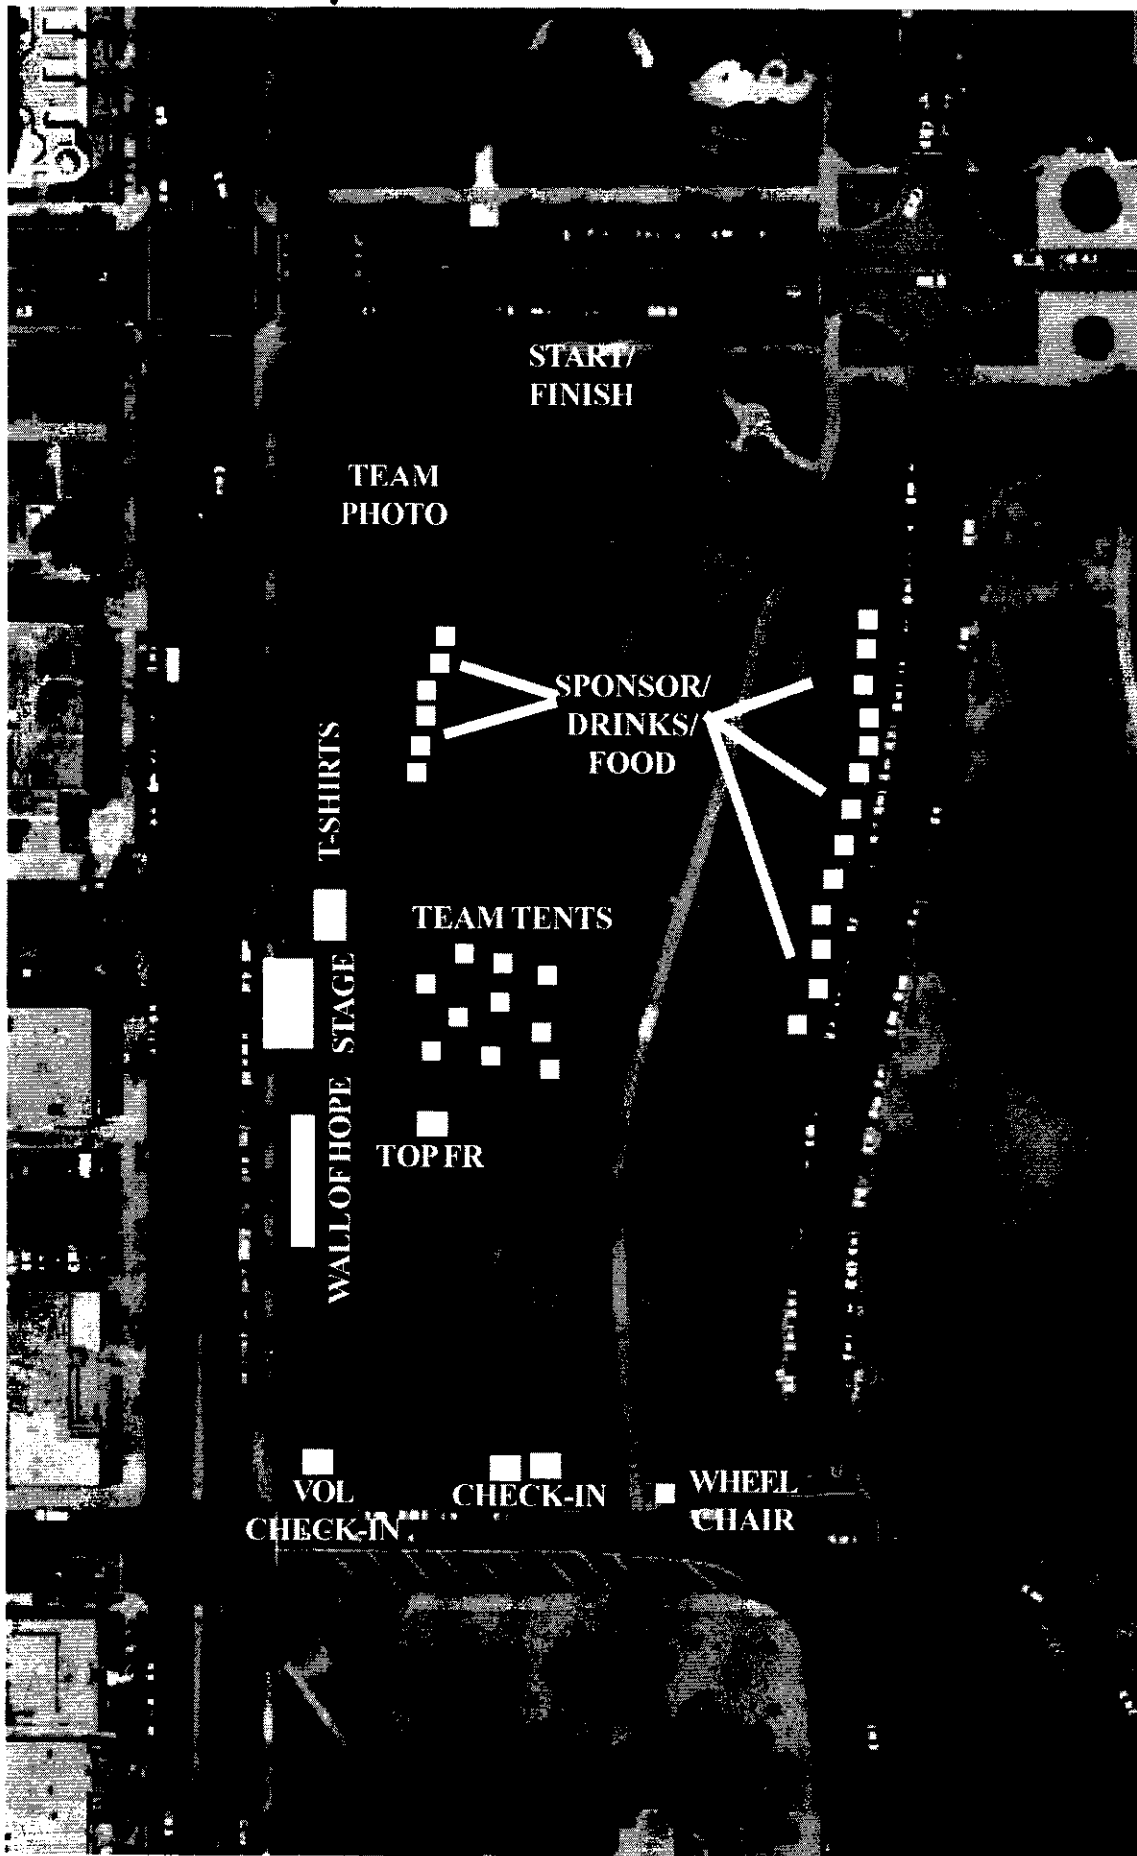 START/
FINISH
TEAM
PHOTO
SPONSOR/
DRINKS/
FOOD
T-SHIRTS
TEAM TENTS
STAGE
WALL OF HOPE
TOP FR
VOL
CHECK-IN
CHECK-IN
WHEEL
CHAIR